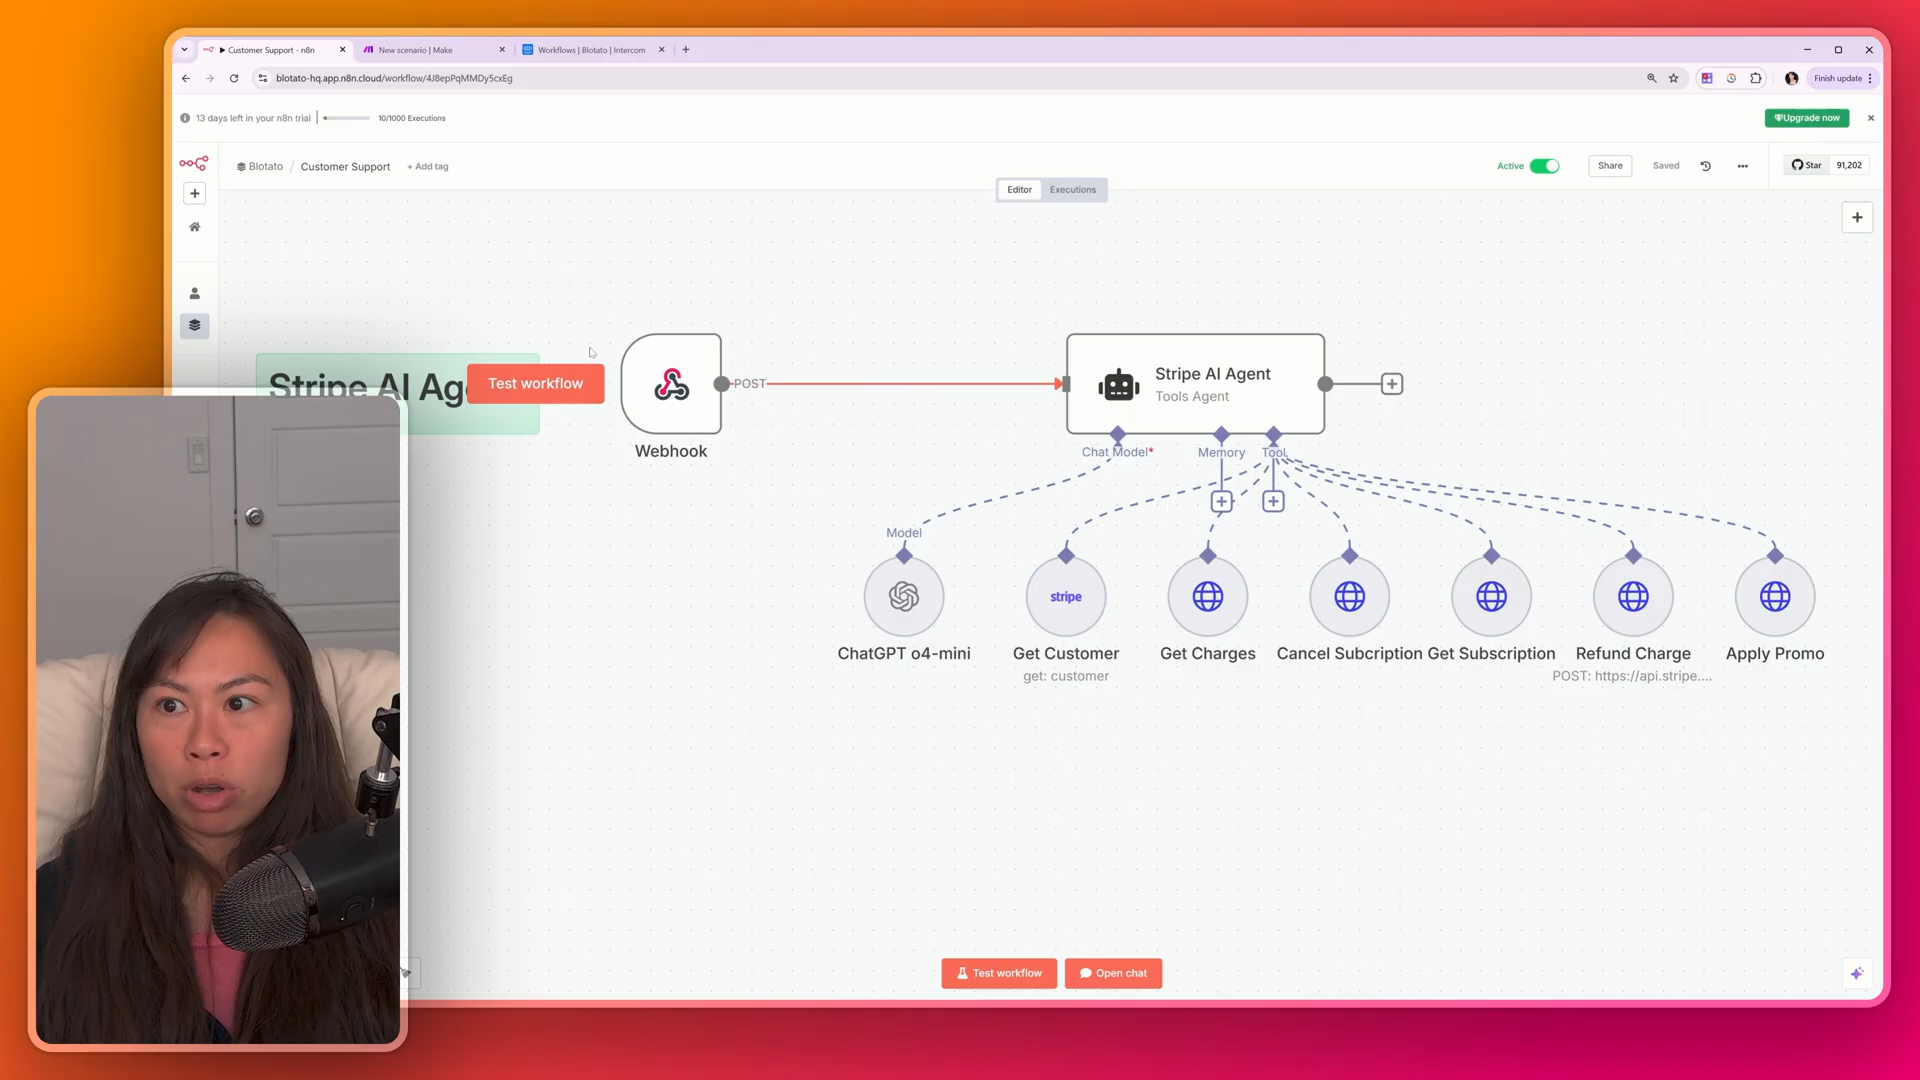 Customer Support - n8n
New scenario | Make
Workflows | Blotato | Intercom
blotato-hq.app.n8n.cloud/workflow/4J8epPqMMDy5cxEg
Finish update
13 days left in your n8n trial
10/1000 Executions
Upgrade now
Blotato / Customer Support
+ Add tag
Active
Share
Saved
Star
91,202
Editor
Executions
Stripe AI Ag
Test workflow
POST
Webhook
Stripe AI Agent
Tools Agent
Chat Model*
Memory
Tool
Model
stripe
ChatGPT o4-mini
Get Customer
get: customer
Get Charges
Cancel Subcription
Get Subscription
Refund Charge
POST: https://api.stripe....
Apply Promo
Test workflow
Open chat